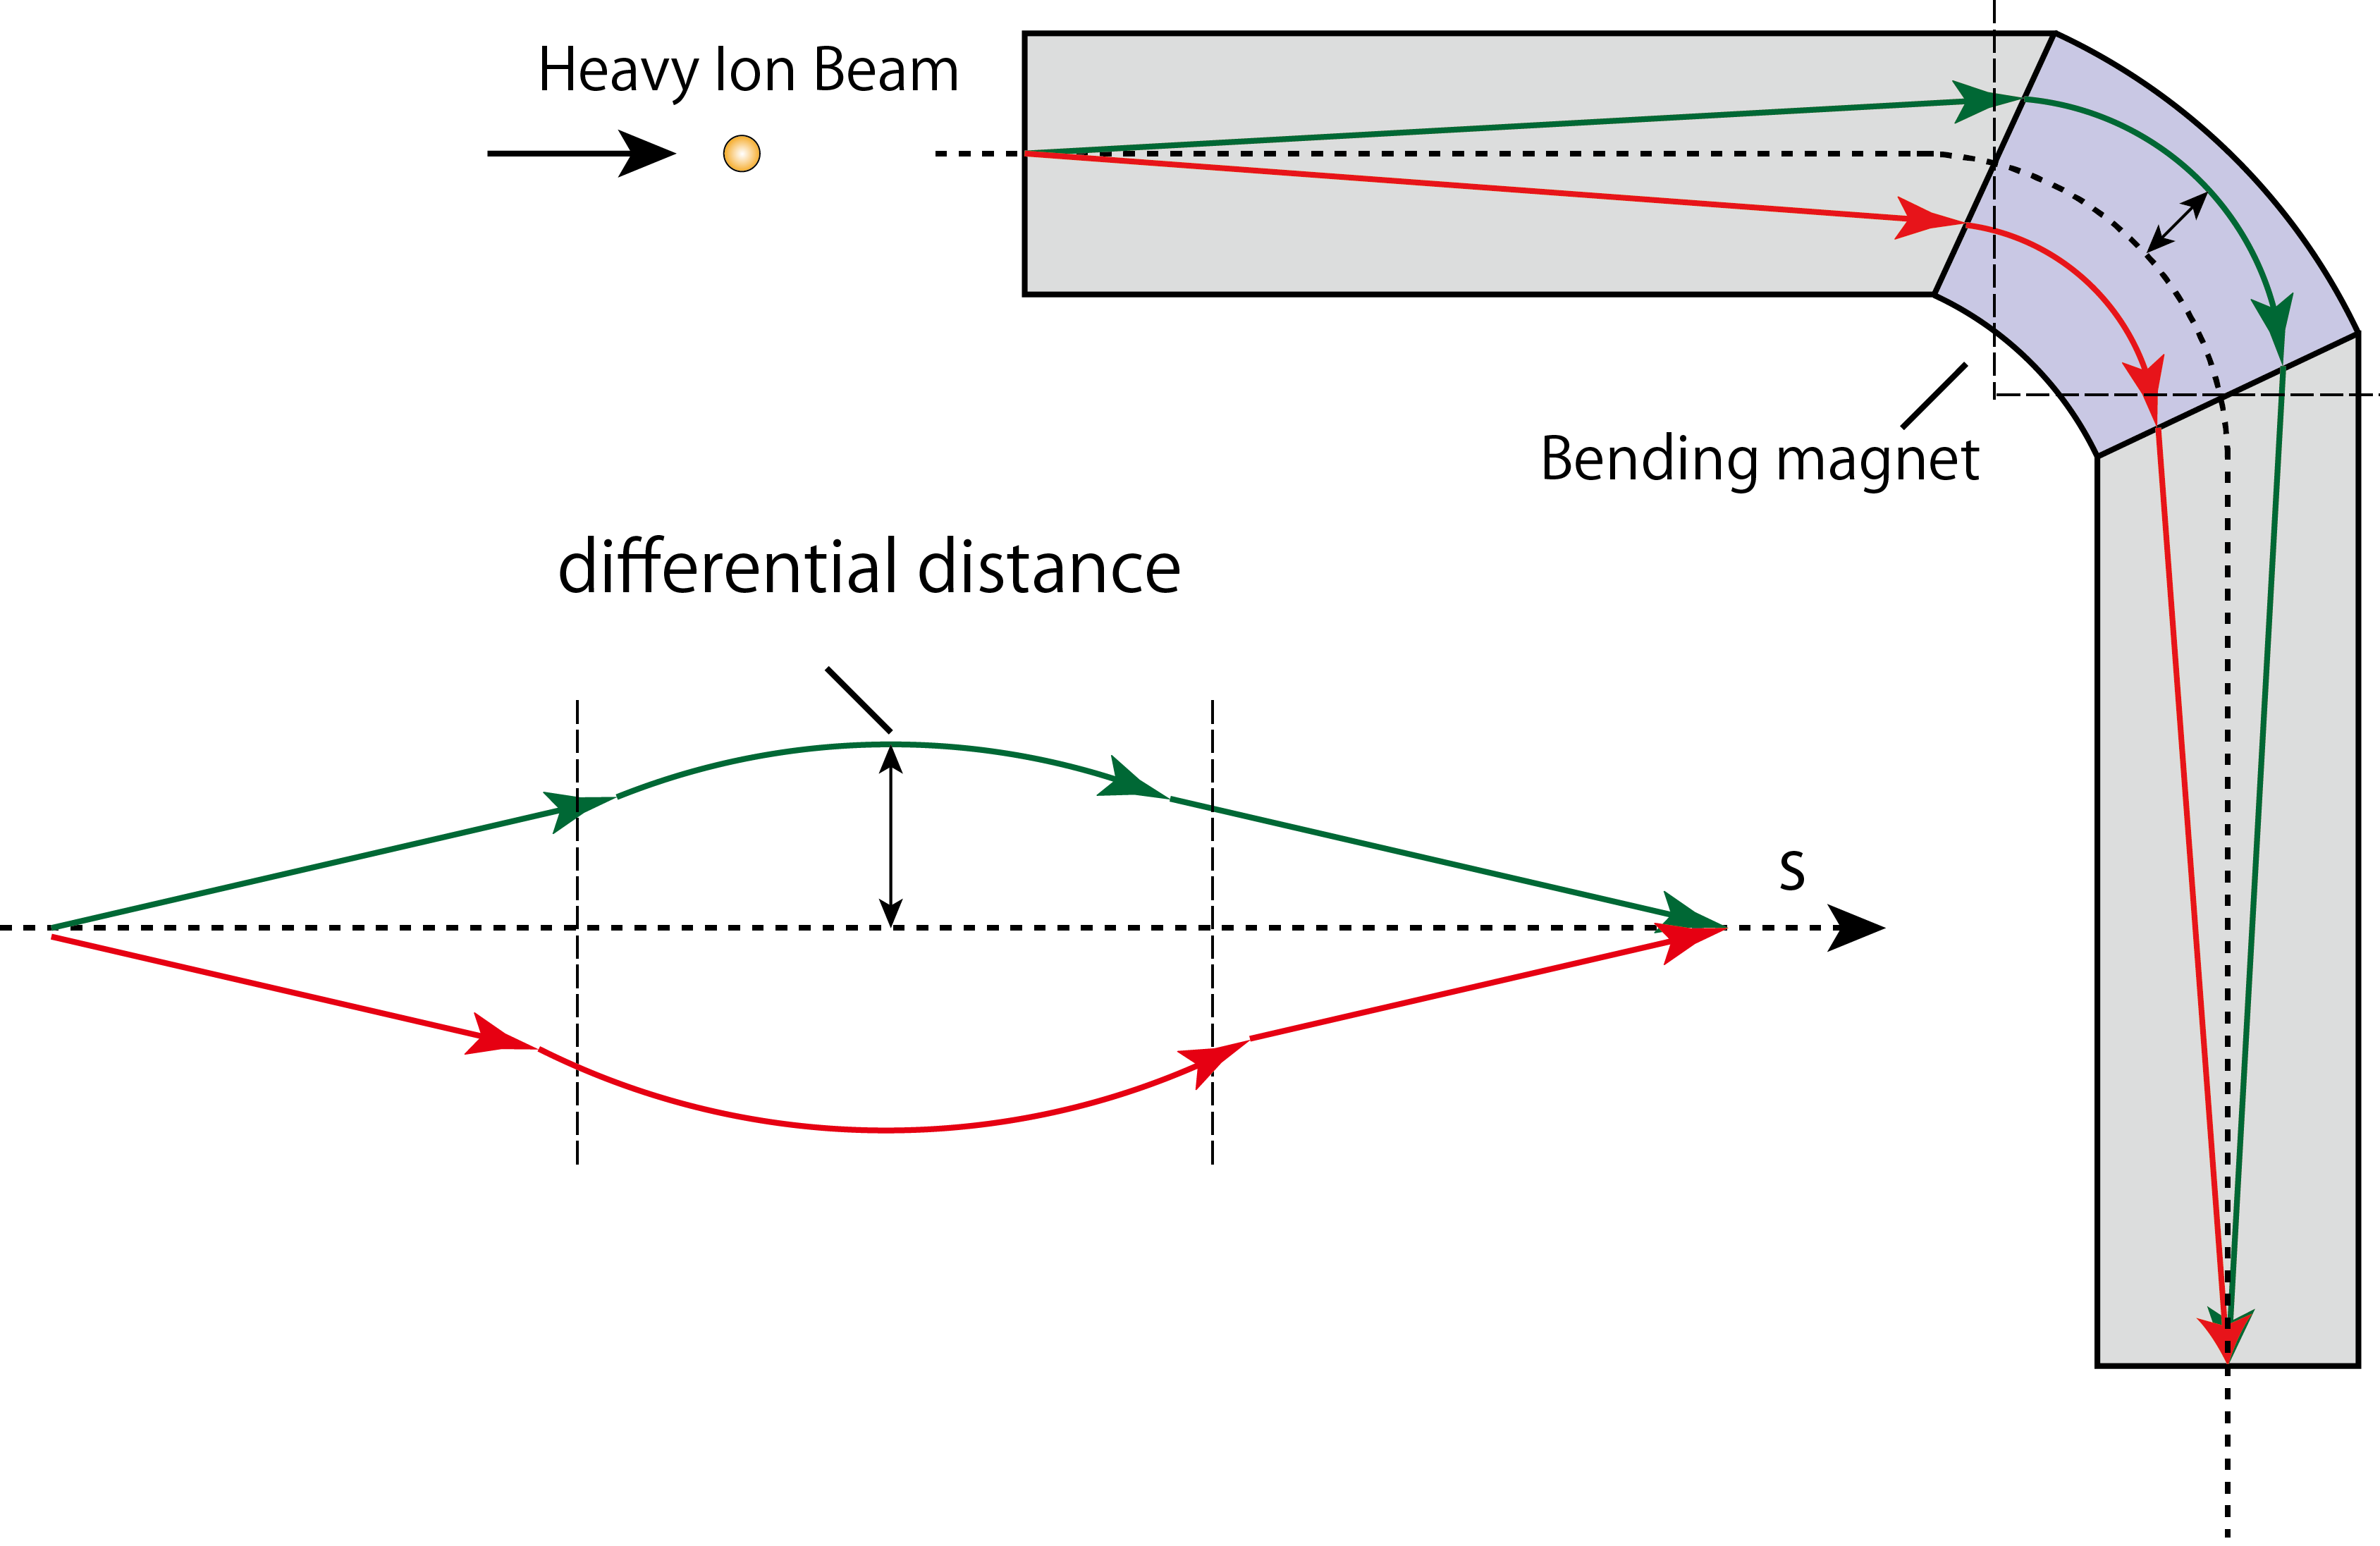 Heavy Ion Beam
Bending magnet
differential distance
s